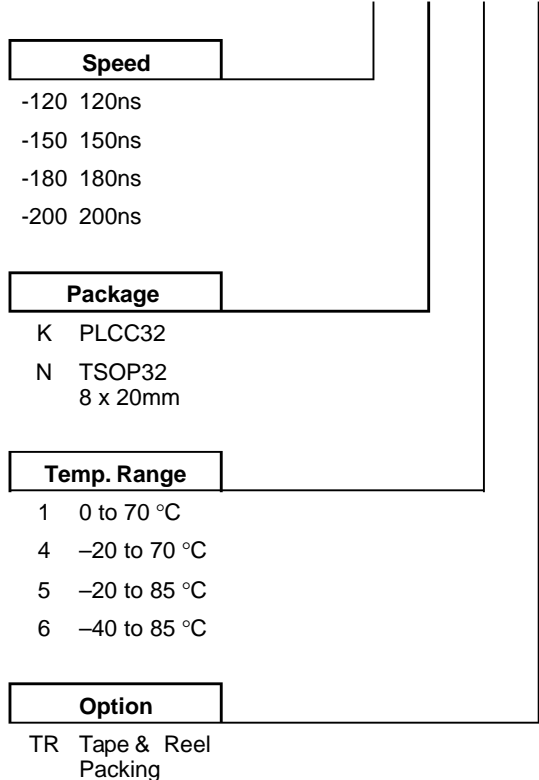 Speed
-120 120ns
-150 150ns
-180 180ns
-200 200ns
Package
K PLCC32
N TSOP32
8 x 20mm
Temp. Range
1 0 to 70 °C
4 –20 to 70 °C
5 –20 to 85 °C
6 –40 to 85 °C
Option
TR Tape & Reel
Packing